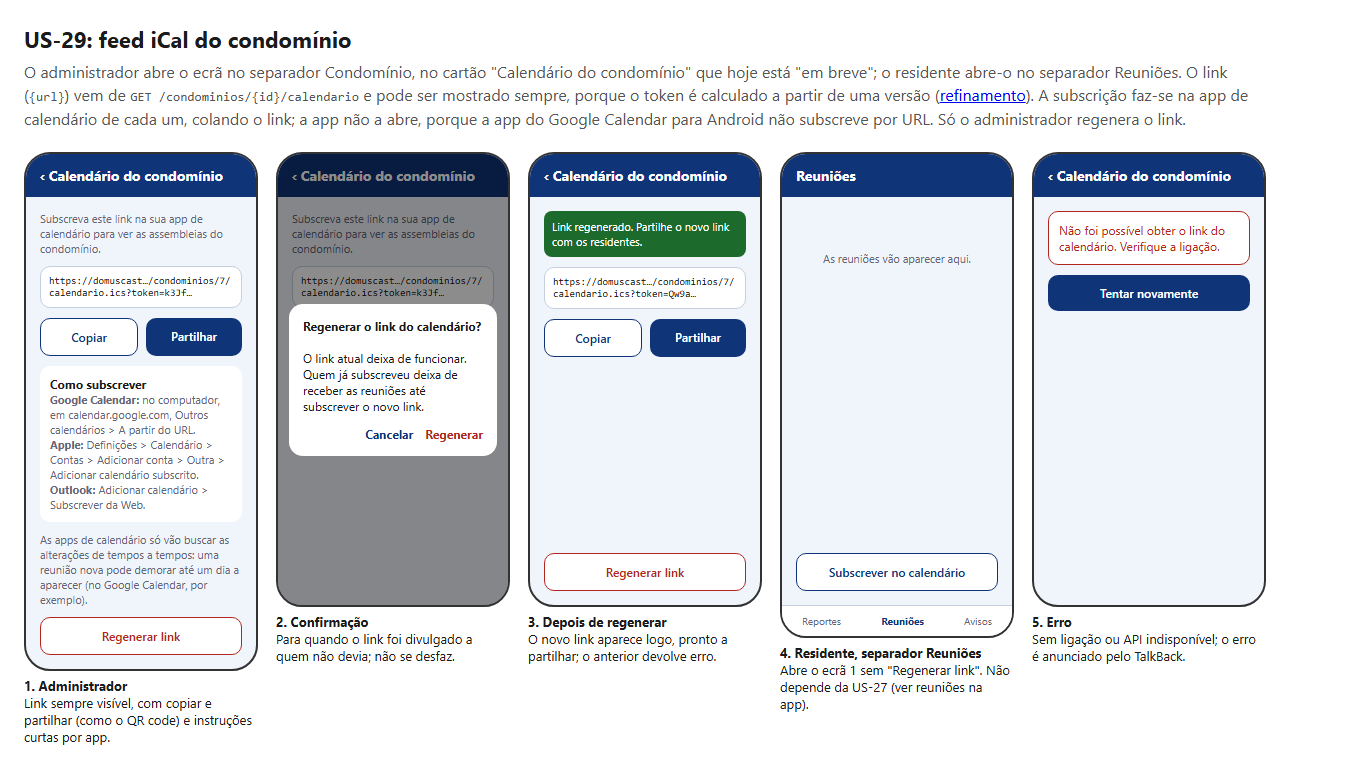 US-29: feed iCal do condomínio
O administrador abre o ecrã no separador Condomínio, no cartão "Calendário do condomínio" que hoje está "em breve"; o residente abre-o no separador Reuniões. O link
({url}) vem de GET /condominios/{id}/calendario e pode ser mostrado sempre, porque o token é calculado a partir de uma versão (refinamento). A subscrição faz-se na app de
calendário de cada um, colando o link; a app não a abre, porque a app do Google Calendar para Android não subscreve por URL. Só o administrador regenera o link.
‹ Calendário do condomínio
Subscreva este link na sua app de
calendário para ver as assembleias do
condomínio.
https://domuscast…/condominios/7/
calendario.ics?token=k3Jf…
Copiar
Partilhar
Como subscrever
Google Calendar: no computador,
em calendar.google.com, Outros
calendários > A partir do URL.
Apple: Definições > Calendário >
Contas > Adicionar conta > Outra >
Adicionar calendário subscrito.
Outlook: Adicionar calendário >
Subscrever da Web.
As apps de calendário só vão buscar as
alterações de tempos a tempos: uma
reunião nova pode demorar até um dia a
aparecer (no Google Calendar, por
exemplo).
Regenerar link
1. Administrador
Link sempre visível, com copiar e
partilhar (como o QR code) e instruções
curtas por app.
‹ Calendário do condomínio
Subscreva este link na sua app de
calendário para ver as assembleias do
condomínio.
https://domuscast…/condominios/7/
calendario.ics?token=k3Jf…
Regenerar o link do calendário?
O link atual deixa de funcionar.
Quem já subscreveu deixa de
receber as reuniões até
subscrever o novo link.
Cancelar
Regenerar
2. Confirmação
Para quando o link foi divulgado a
quem não devia; não se desfaz.
‹ Calendário do condomínio
Link regenerado. Partilhe o novo link
com os residentes.
https://domuscast…/condominios/7/
calendario.ics?token=Qw9a…
Copiar
Partilhar
Regenerar link
3. Depois de regenerar
O novo link aparece logo, pronto a
partilhar; o anterior devolve erro.
Reuniões
As reuniões vão aparecer aqui.
Subscrever no calendário
Reportes
Reuniões
Avisos
4. Residente, separador Reuniões
Abre o ecrã 1 sem "Regenerar link". Não
depende da US-27 (ver reuniões na
app).
‹ Calendário do condomínio
Não foi possível obter o link do
calendário. Verifique a ligação.
Tentar novamente
5. Erro
Sem ligação ou API indisponível; o erro
é anunciado pelo TalkBack.